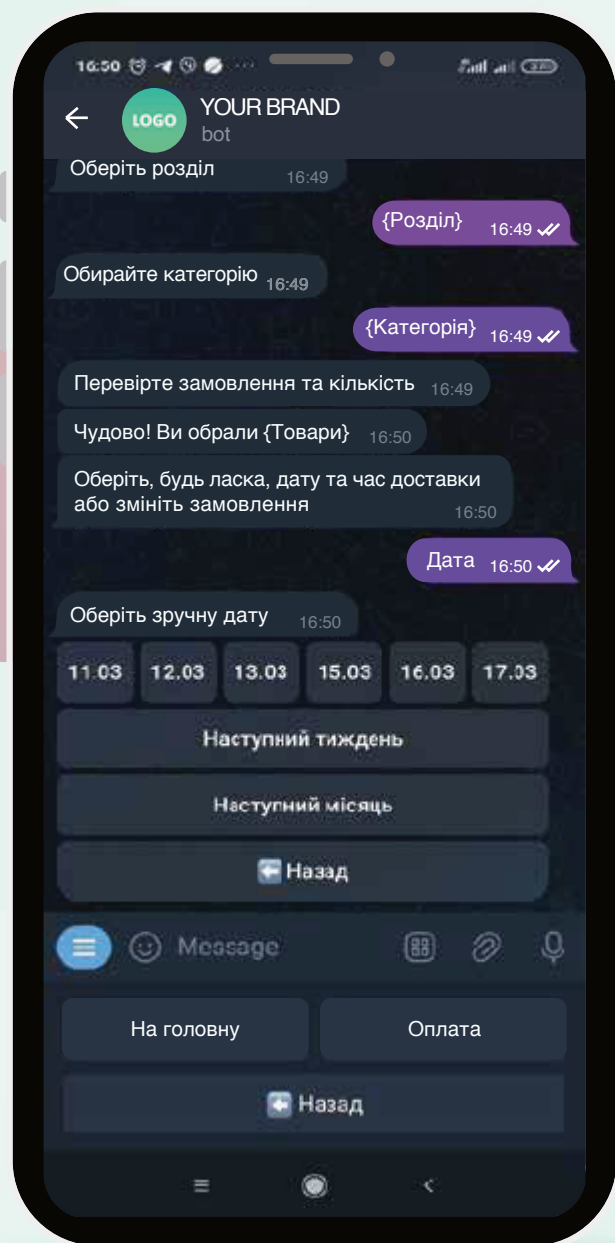 16:50
LOGO
YOUR BRAND
bot
Оберіть розділ 16:49
{Розділ} 16:49
Обирайте категорію 16:49
{Категорія} 16:49
Перевірте замовлення та кількість 16:49
Чудово! Ви обрали {Товари} 16:50
Оберіть, будь ласка, дату та час доставки
або змініть замовлення 16:50
Дата 16:50
Оберіть зручну дату 16:50
11.03 12.03 13.03 15.03 16.03 17.03
Наступний тиждень
Наступний місяць
Назад
Message
На головну Оплата
Назад